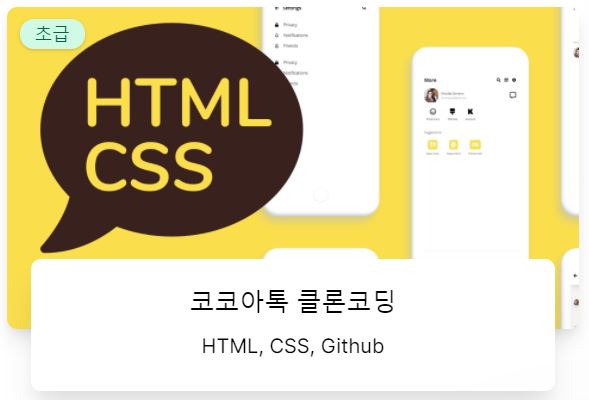 초급
HTML
CSS
Settings
Privacy
Notifications
Friends
Privacy
Notifications
More
코코아톡 클론코딩
HTML, CSS, Github